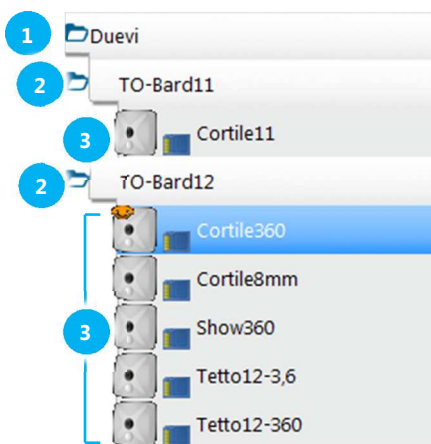 1 Duevi
2 TO-Bard11
3 Cortile11
2 TO-Bard12
Cortile360
Cortile8mm
3 Show360
Tetto12-3,6
Tetto12-360